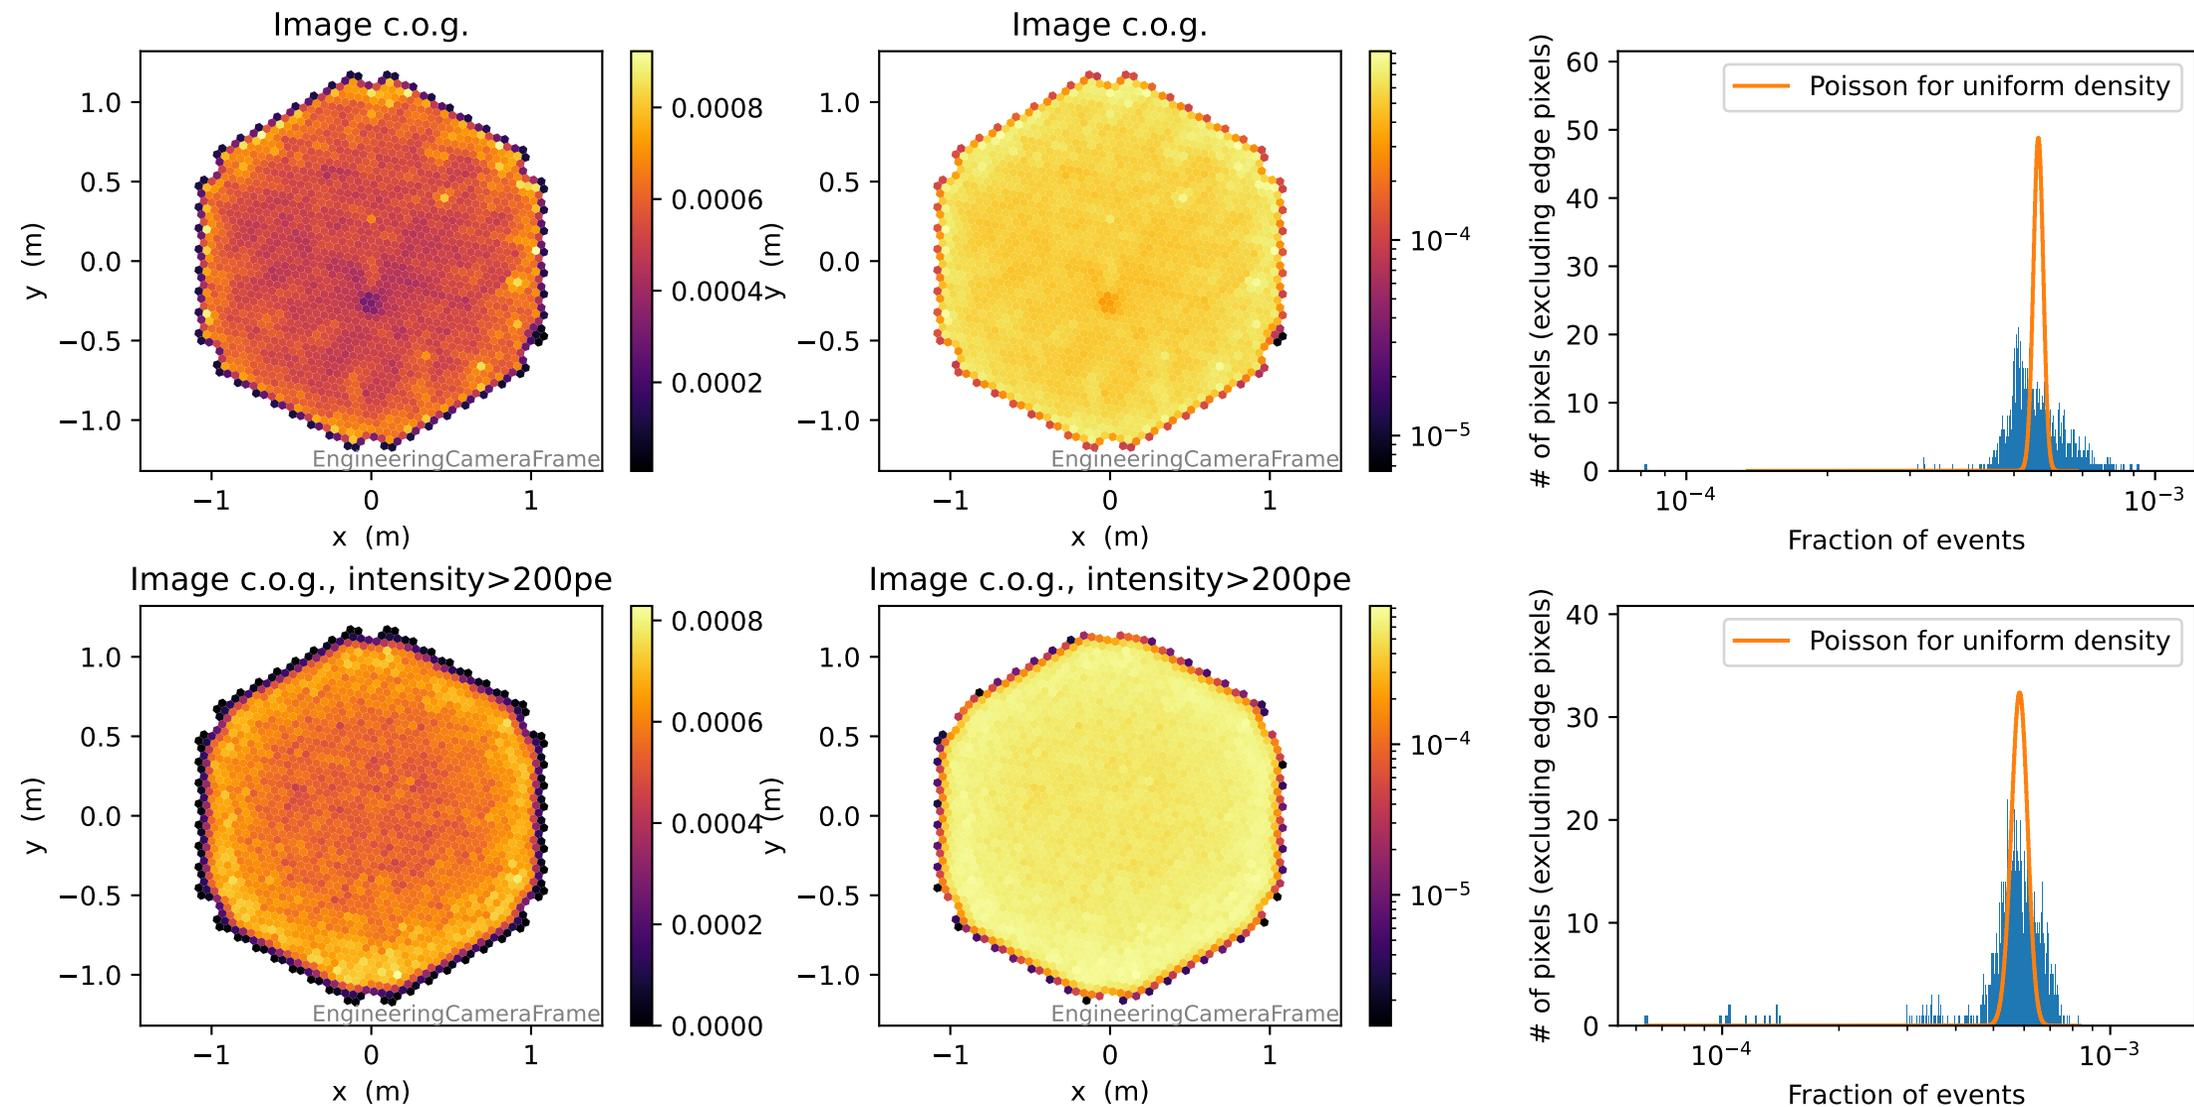 Image c.o.g.
1.0
0.5
0.0
−0.5
−1.0
y (m)
−1 0 1
x (m)
EngineeringCameraFrame
0.0008
0.0006
0.0004
0.0002
Image c.o.g.
1.0
0.5
0.0
−0.5
−1.0
y (m)
−1 0 1
x (m)
EngineeringCameraFrame
10⁻⁴
10⁻⁵
# of pixels (excluding edge pixels)
60
50
40
30
20
10
0
Poisson for uniform density
10⁻⁴ 10⁻³
Fraction of events
Image c.o.g., intensity>200pe
1.0
0.5
0.0
−0.5
−1.0
y (m)
−1 0 1
x (m)
EngineeringCameraFrame
0.0008
0.0006
0.0004
0.0002
0.0000
Image c.o.g., intensity>200pe
1.0
0.5
0.0
−0.5
−1.0
y (m)
−1 0 1
x (m)
EngineeringCameraFrame
10⁻⁴
10⁻⁵
# of pixels (excluding edge pixels)
40
30
20
10
0
Poisson for uniform density
10⁻⁴ 10⁻³
Fraction of events